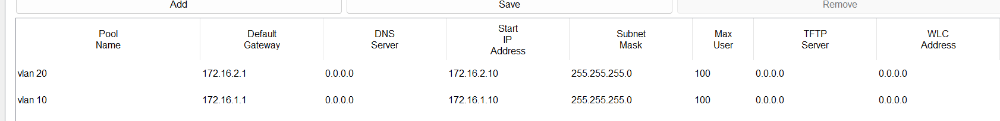 Add Save Remove
Pool Name Default Gateway DNS Server Start IP Address Subnet Mask Max User TFTP Server WLC Address
vlan 20 172.16.2.1 0.0.0.0 172.16.2.10 255.255.255.0 100 0.0.0.0 0.0.0.0
vlan 10 172.16.1.1 0.0.0.0 172.16.1.10 255.255.255.0 100 0.0.0.0 0.0.0.0